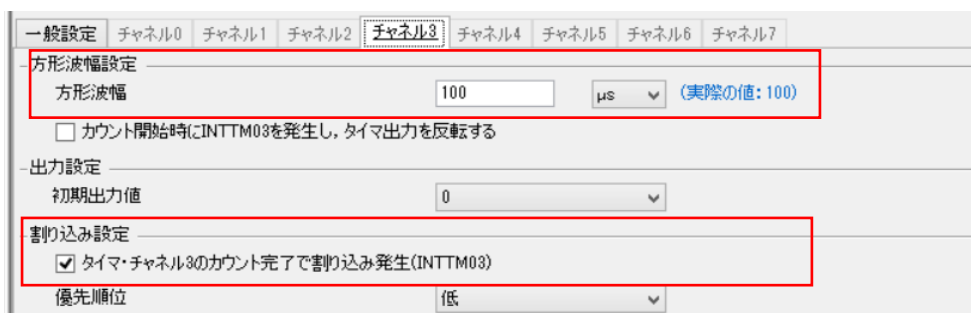 一般設定 チャネル0 チャネル1 チャネル2 チャネル3 チャネル4 チャネル5 チャネル6 チャネル7
方形波幅設定
方形波幅 100 µs (実際の値: 100)
カウント開始時にINTTM03を発生し,タイマ出力を反転する
出力設定
初期出力値 0
割り込み設定
タイマ・チャネル3のカウント完了で割り込み発生(INTTM03)
優先順位 低